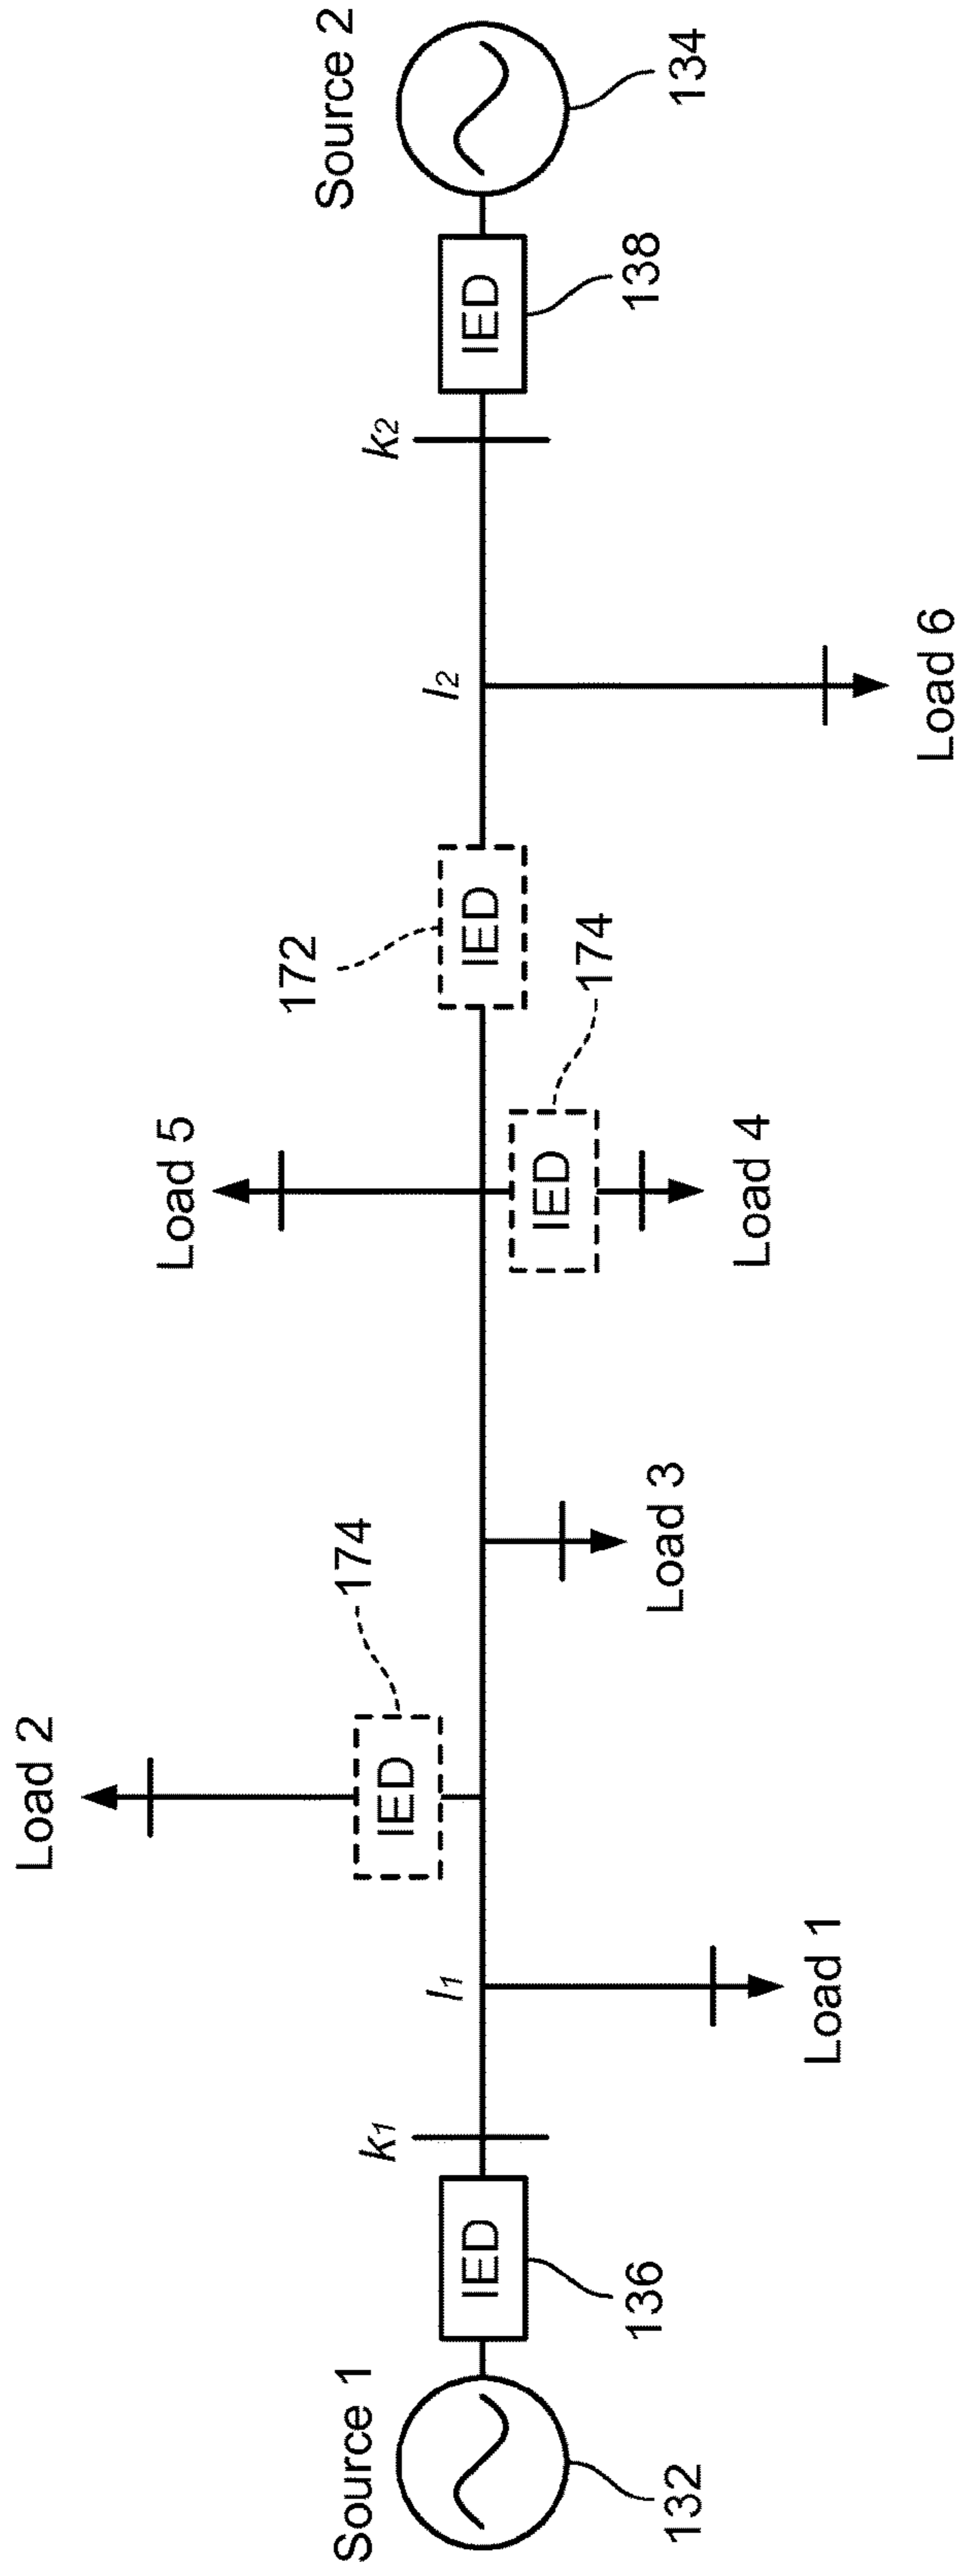 Load 2
174
IED
Load 5
172
IED
l1
k1
Source 1
IED
136
132
Load 1
Load 3
174
IED
Load 4
l2
k2
Source 2
IED
138
134
Load 6